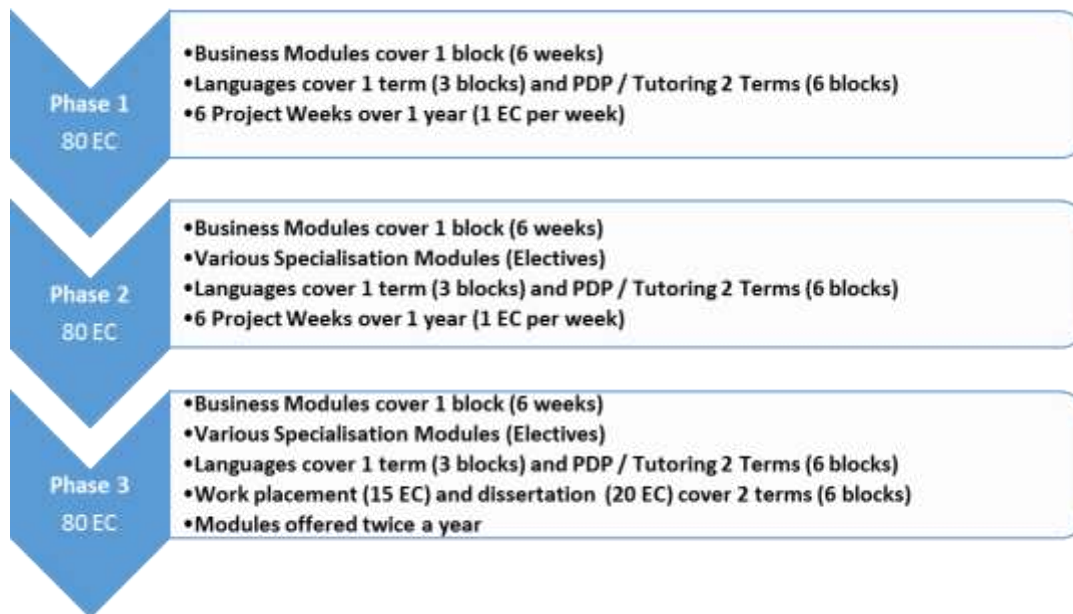 Phase 1
80 EC
•Business Modules cover 1 block (6 weeks)
•Languages cover 1 term (3 blocks) and PDP / Tutoring 2 Terms (6 blocks)
•6 Project Weeks over 1 year (1 EC per week)
Phase 2
80 EC
•Business Modules cover 1 block (6 weeks)
•Various Specialisation Modules (Electives)
•Languages cover 1 term (3 blocks) and PDP / Tutoring 2 Terms (6 blocks)
•6 Project Weeks over 1 year (1 EC per week)
Phase 3
80 EC
•Business Modules cover 1 block (6 weeks)
•Various Specialisation Modules (Electives)
•Languages cover 1 term (3 blocks) and PDP / Tutoring 2 Terms (6 blocks)
•Work placement (15 EC) and dissertation (20 EC) cover 2 terms (6 blocks)
•Modules offered twice a year